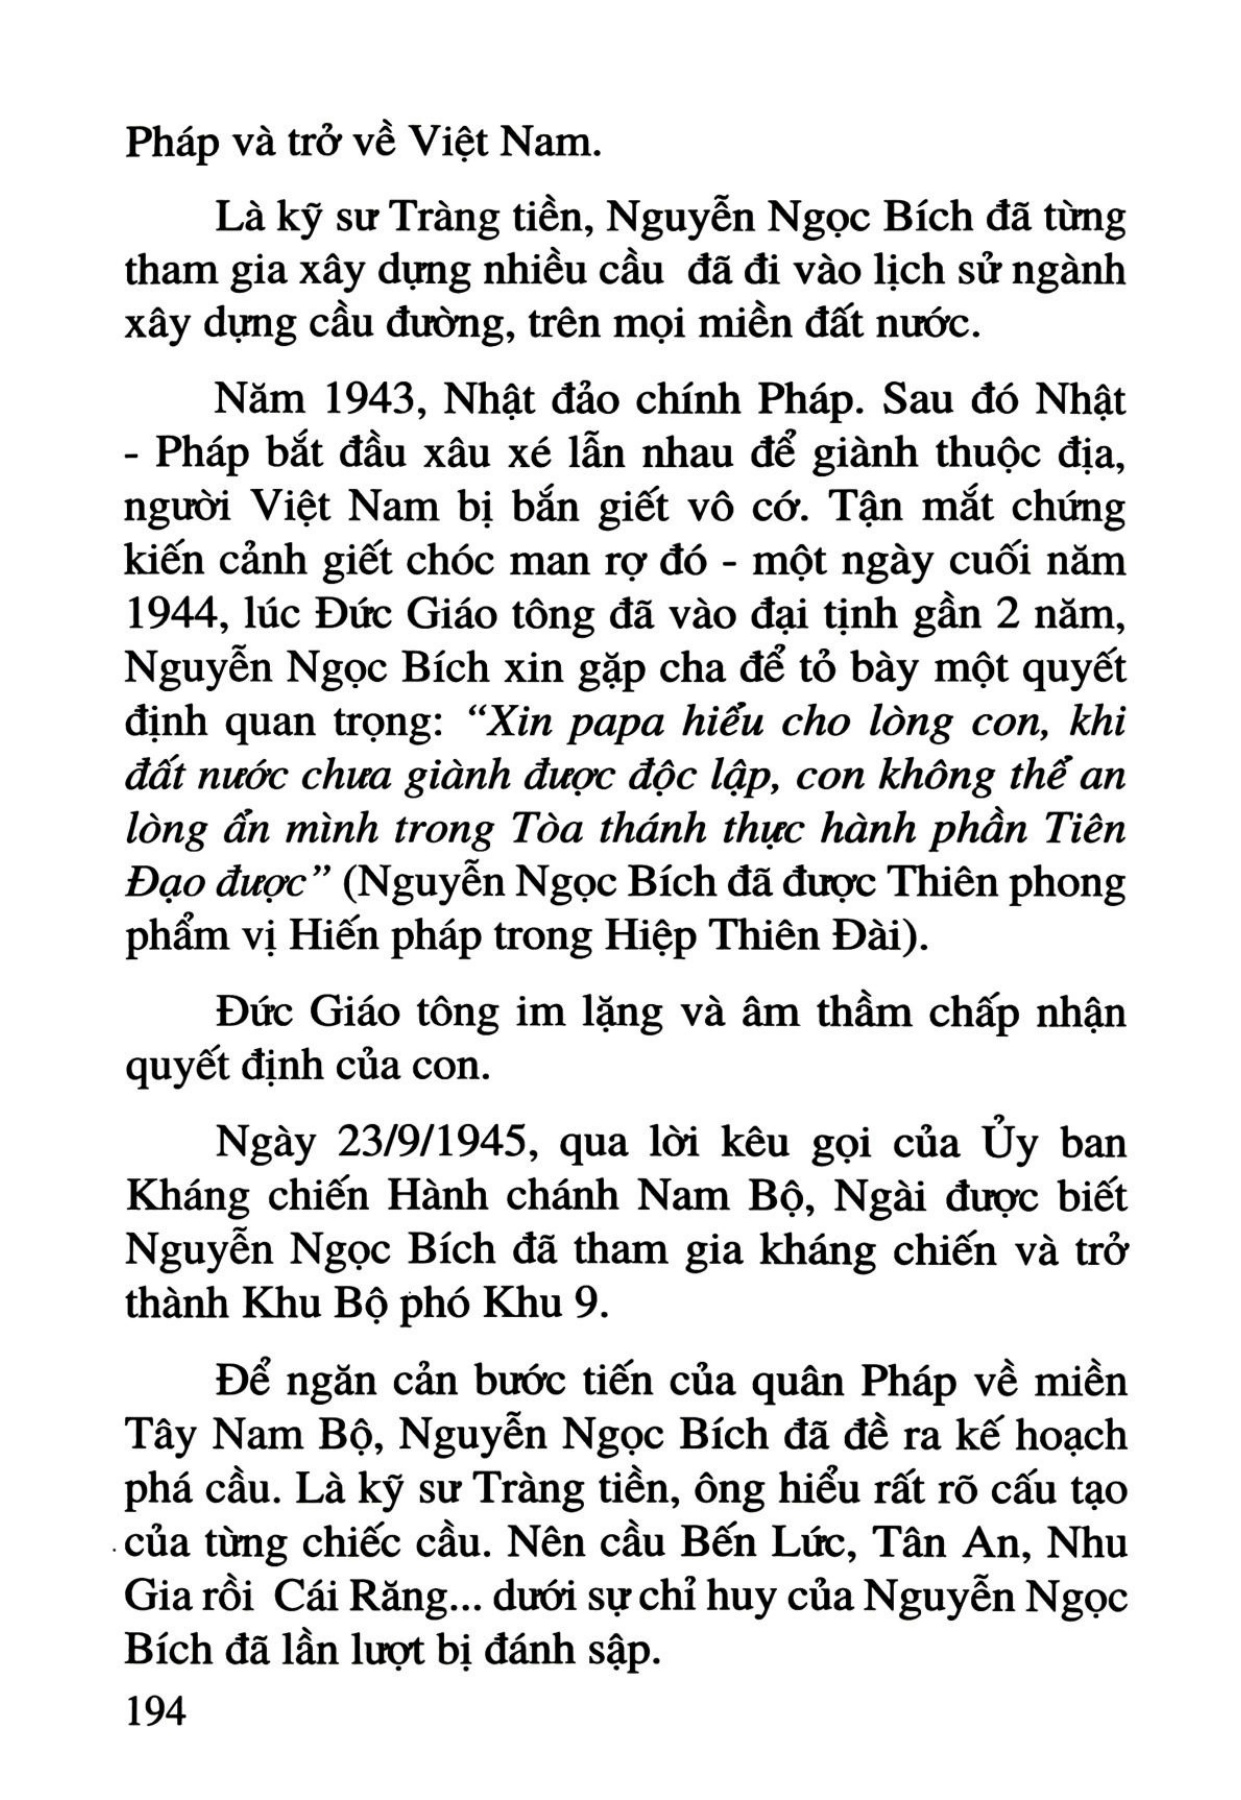 Pháp và trở về Việt Nam.
Là kỹ sư Tràng tiền, Nguyễn Ngọc Bích đã từng
tham gia xây dựng nhiều cầu đã đi vào lịch sử ngành
xây dựng cầu đường, trên mọi miền đất nước.
Năm 1943, Nhật đảo chính Pháp. Sau đó Nhật
- Pháp bắt đầu xâu xé lẫn nhau để giành thuộc địa,
người Việt Nam bị bắn giết vô cớ. Tận mắt chứng
kiến cảnh giết chóc man rợ đó - một ngày cuối năm
1944, lúc Đức Giáo tông đã vào đại tịnh gần 2 năm,
Nguyễn Ngọc Bích xin gặp cha để tỏ bày một quyết
định quan trọng: “Xin papa hiểu cho lòng con, khi
đất nước chưa giành được độc lập, con không thể an
lòng ẩn mình trong Tòa thánh thực hành phần Tiên
Đạo được” (Nguyễn Ngọc Bích đã được Thiên phong
phẩm vị Hiến pháp trong Hiệp Thiên Đài).
Đức Giáo tông im lặng và âm thầm chấp nhận
quyết định của con.
Ngày 23/9/1945, qua lời kêu gọi của Ủy ban
Kháng chiến Hành chánh Nam Bộ, Ngài được biết
Nguyễn Ngọc Bích đã tham gia kháng chiến và trở
thành Khu Bộ phó Khu 9.
Để ngăn cản bước tiến của quân Pháp về miền
Tây Nam Bộ, Nguyễn Ngọc Bích đã đề ra kế hoạch
phá cầu. Là kỹ sư Tràng tiền, ông hiểu rất rõ cấu tạo
của từng chiếc cầu. Nên cầu Bến Lức, Tân An, Nhu
Gia rồi Cái Răng... dưới sự chỉ huy của Nguyễn Ngọc
Bích đã lần lượt bị đánh sập.
194